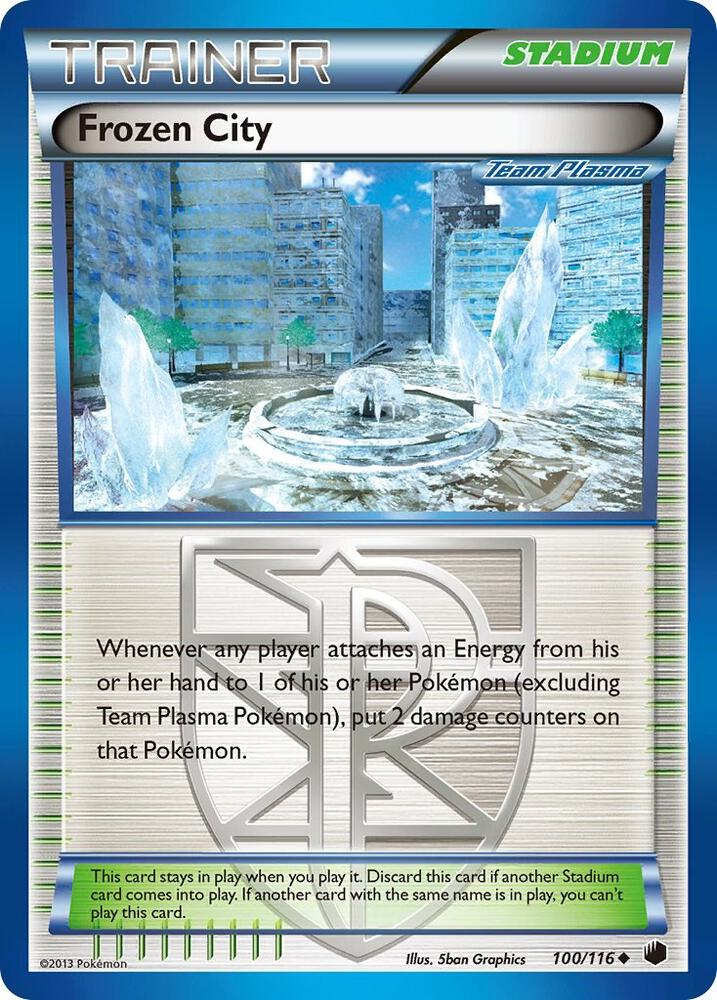 TRAINER
STADIUM
Frozen City
Team Plasma
Whenever any player attaches an Energy from his
or her hand to 1 of his or her Pokémon (excluding
Team Plasma Pokémon), put 2 damage counters on
that Pokémon.
This card stays in play when you play it. Discard this card if another Stadium
card comes into play. If another card with the same name is in play, you can't
play this card.
©2013 Pokémon
Illus. 5ban Graphics
100/116 ◆